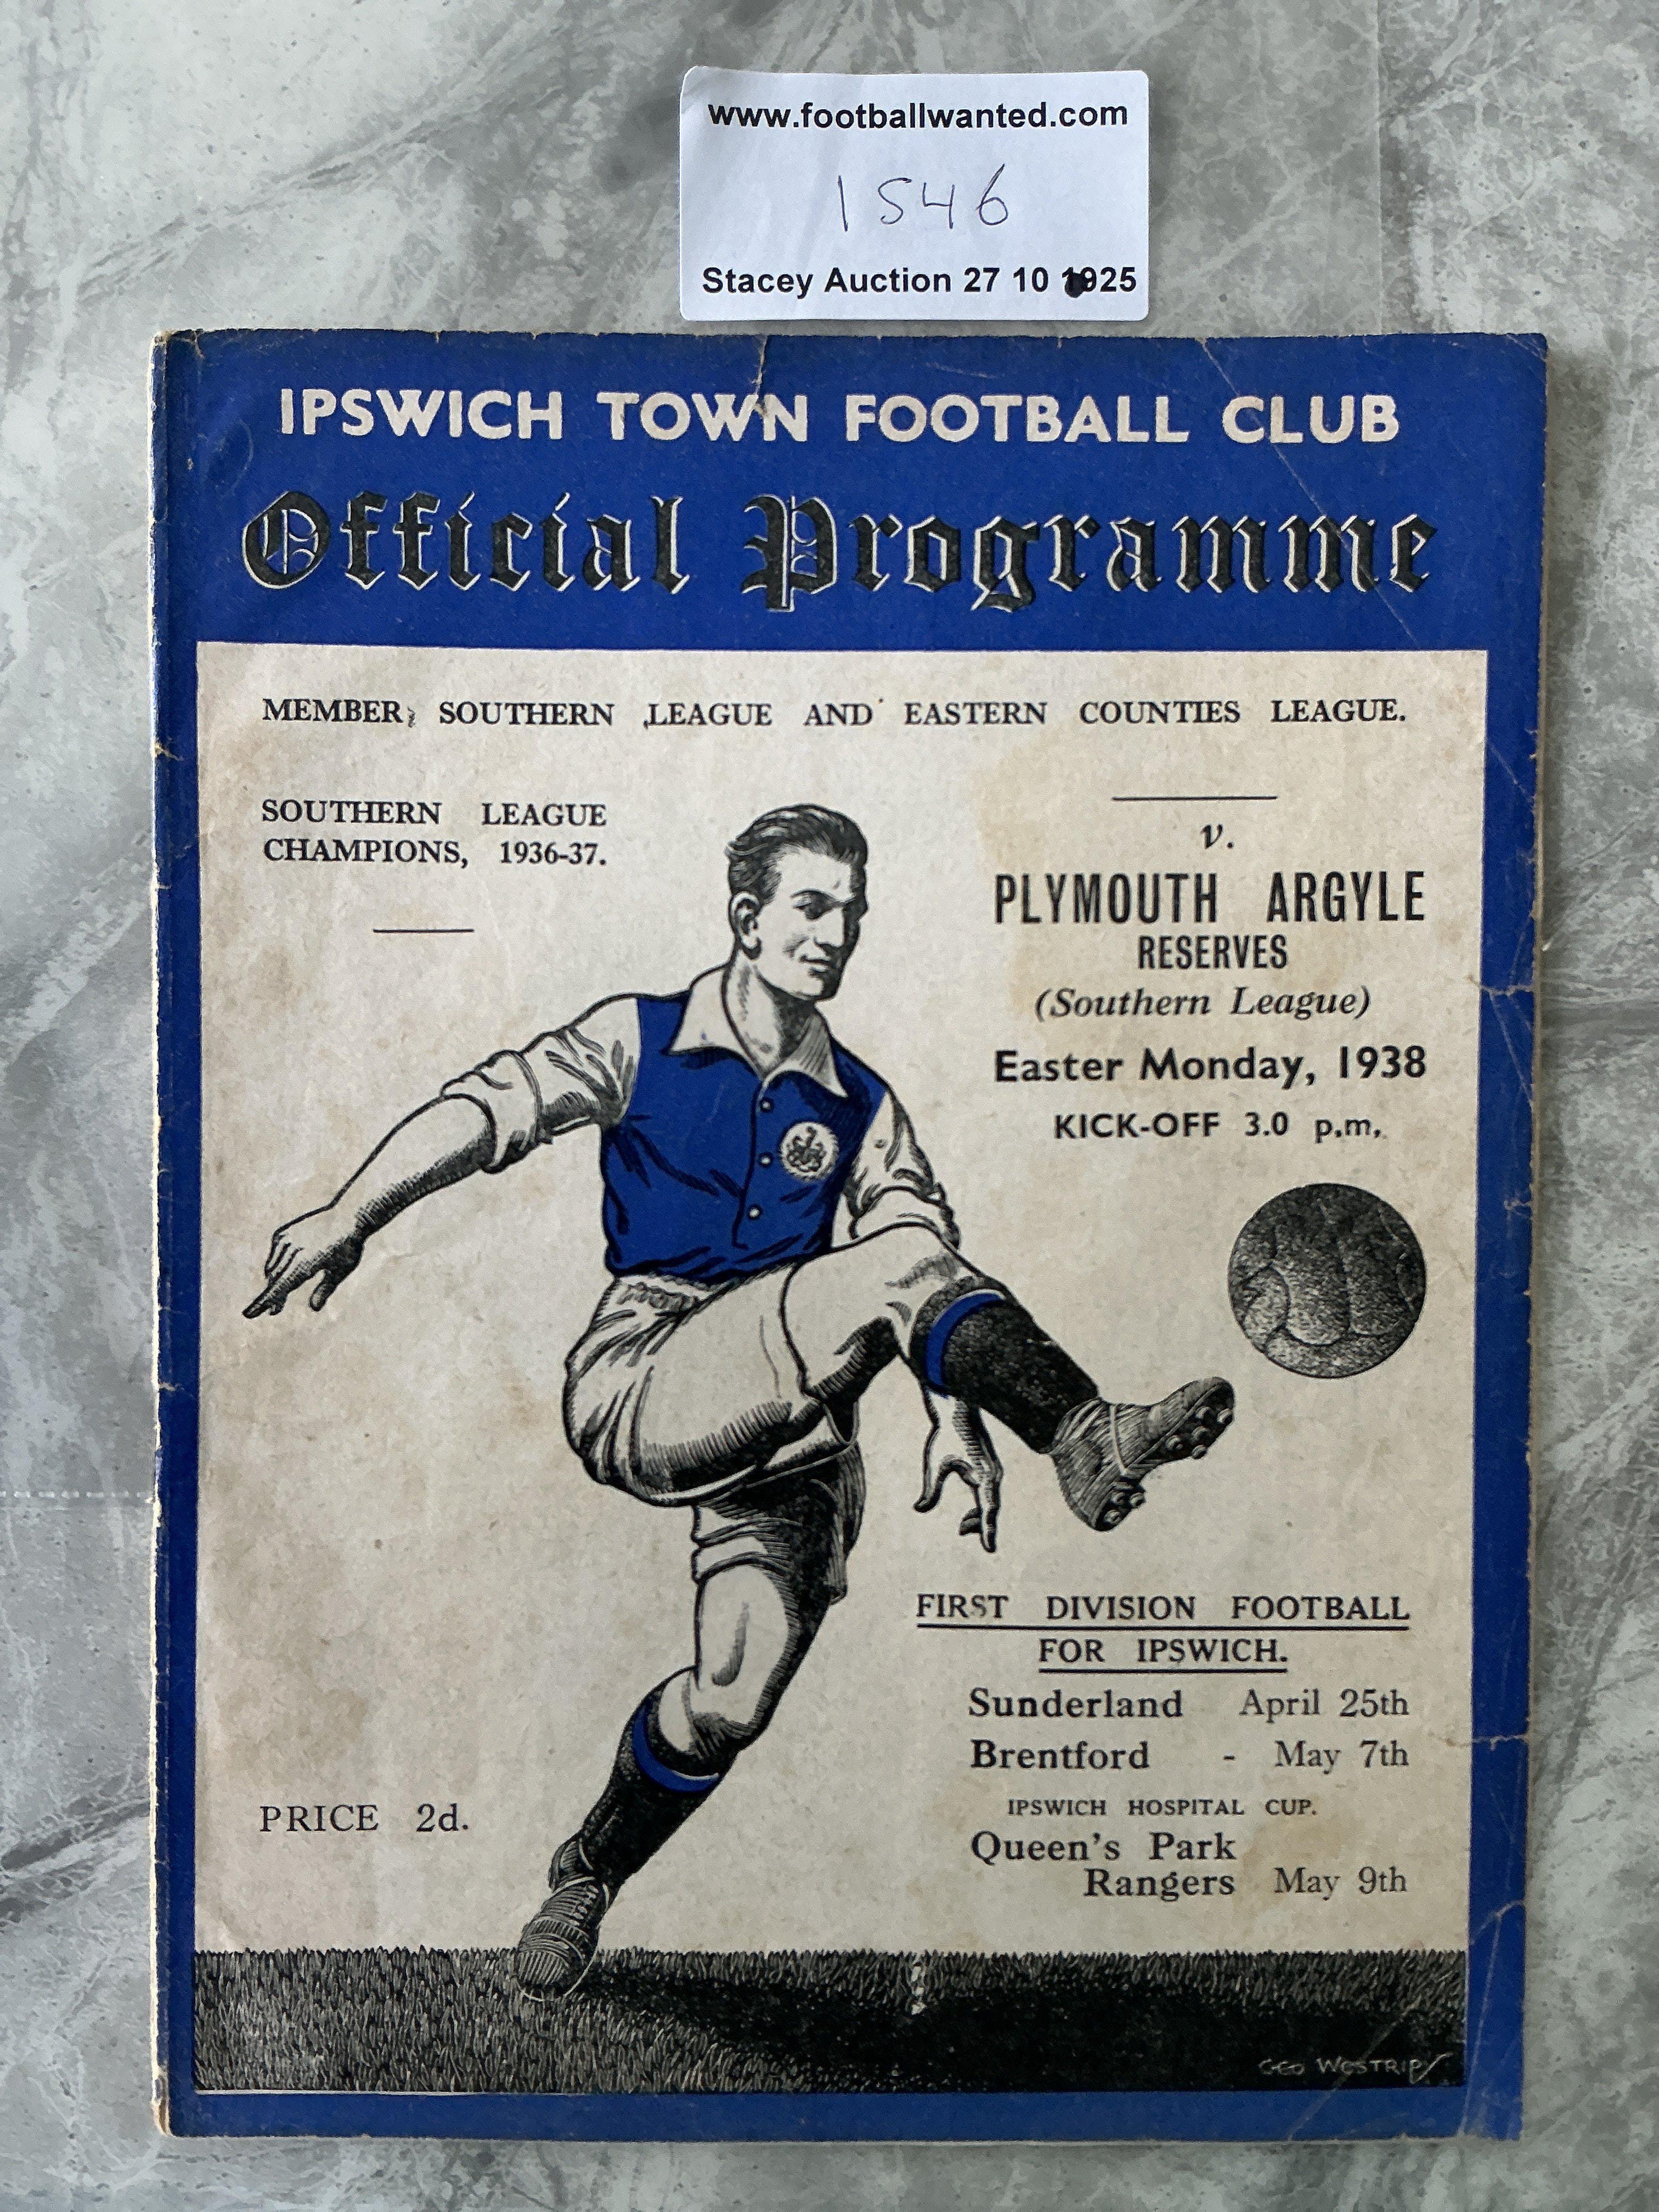 www.footballwanted.com
1546
Stacey Auction 27 10 1925
IPSWICH TOWN FOOTBALL CLUB
Official Programme
MEMBER, SOUTHERN LEAGUE AND EASTERN COUNTIES LEAGUE.
SOUTHERN LEAGUE
CHAMPIONS, 1936-37.
v.
PLYMOUTH ARGYLE
RESERVES
(Southern League)
Easter Monday, 1938
KICK-OFF 3.0 p.m.
FIRST DIVISION FOOTBALL
FOR IPSWICH.
Sunderland April 25th
Brentford - May 7th
IPSWICH HOSPITAL CUP.
Queen's Park
Rangers May 9th
PRICE 2d.
GEO WESTRIP